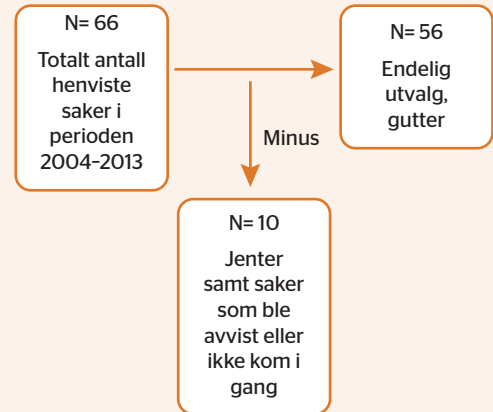 N= 66
Totalt antall
henviste
saker i
perioden
2004–2013
Minus
N= 56
Endelig
utvalg,
gutter
N= 10
Jenter
samt saker
som ble
avvist eller
ikke kom i
gang